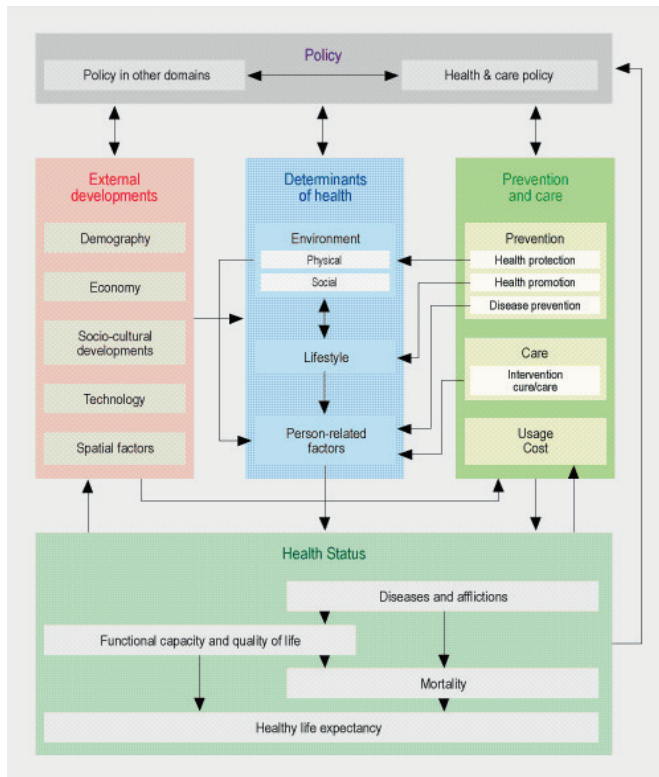 Policy
Policy in other domains
Health & care policy
External
developments
Demography
Economy
Socio-cultural
developments
Technology
Spatial factors
Determinants
of health
Environment
Physical
Social
Lifestyle
Person-related
factors
Prevention
and care
Prevention
Health protection
Health promotion
Disease prevention
Care
Intervention
cure/care
Usage
Cost
Health Status
Diseases and afflictions
Functional capacity and quality of life
Mortality
Healthy life expectancy